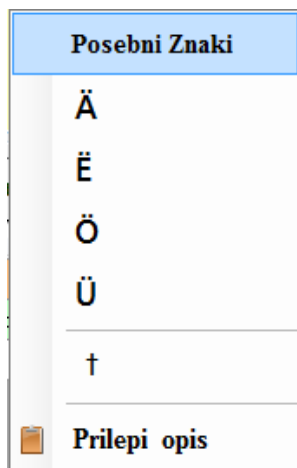 Posebni Znaki
Ä
Ë
Ö
Ü
†
Prilepi opis